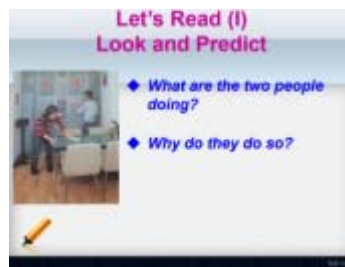 Let's Read (I)
Look and Predict
What are the two people
doing?
Why do they do so?